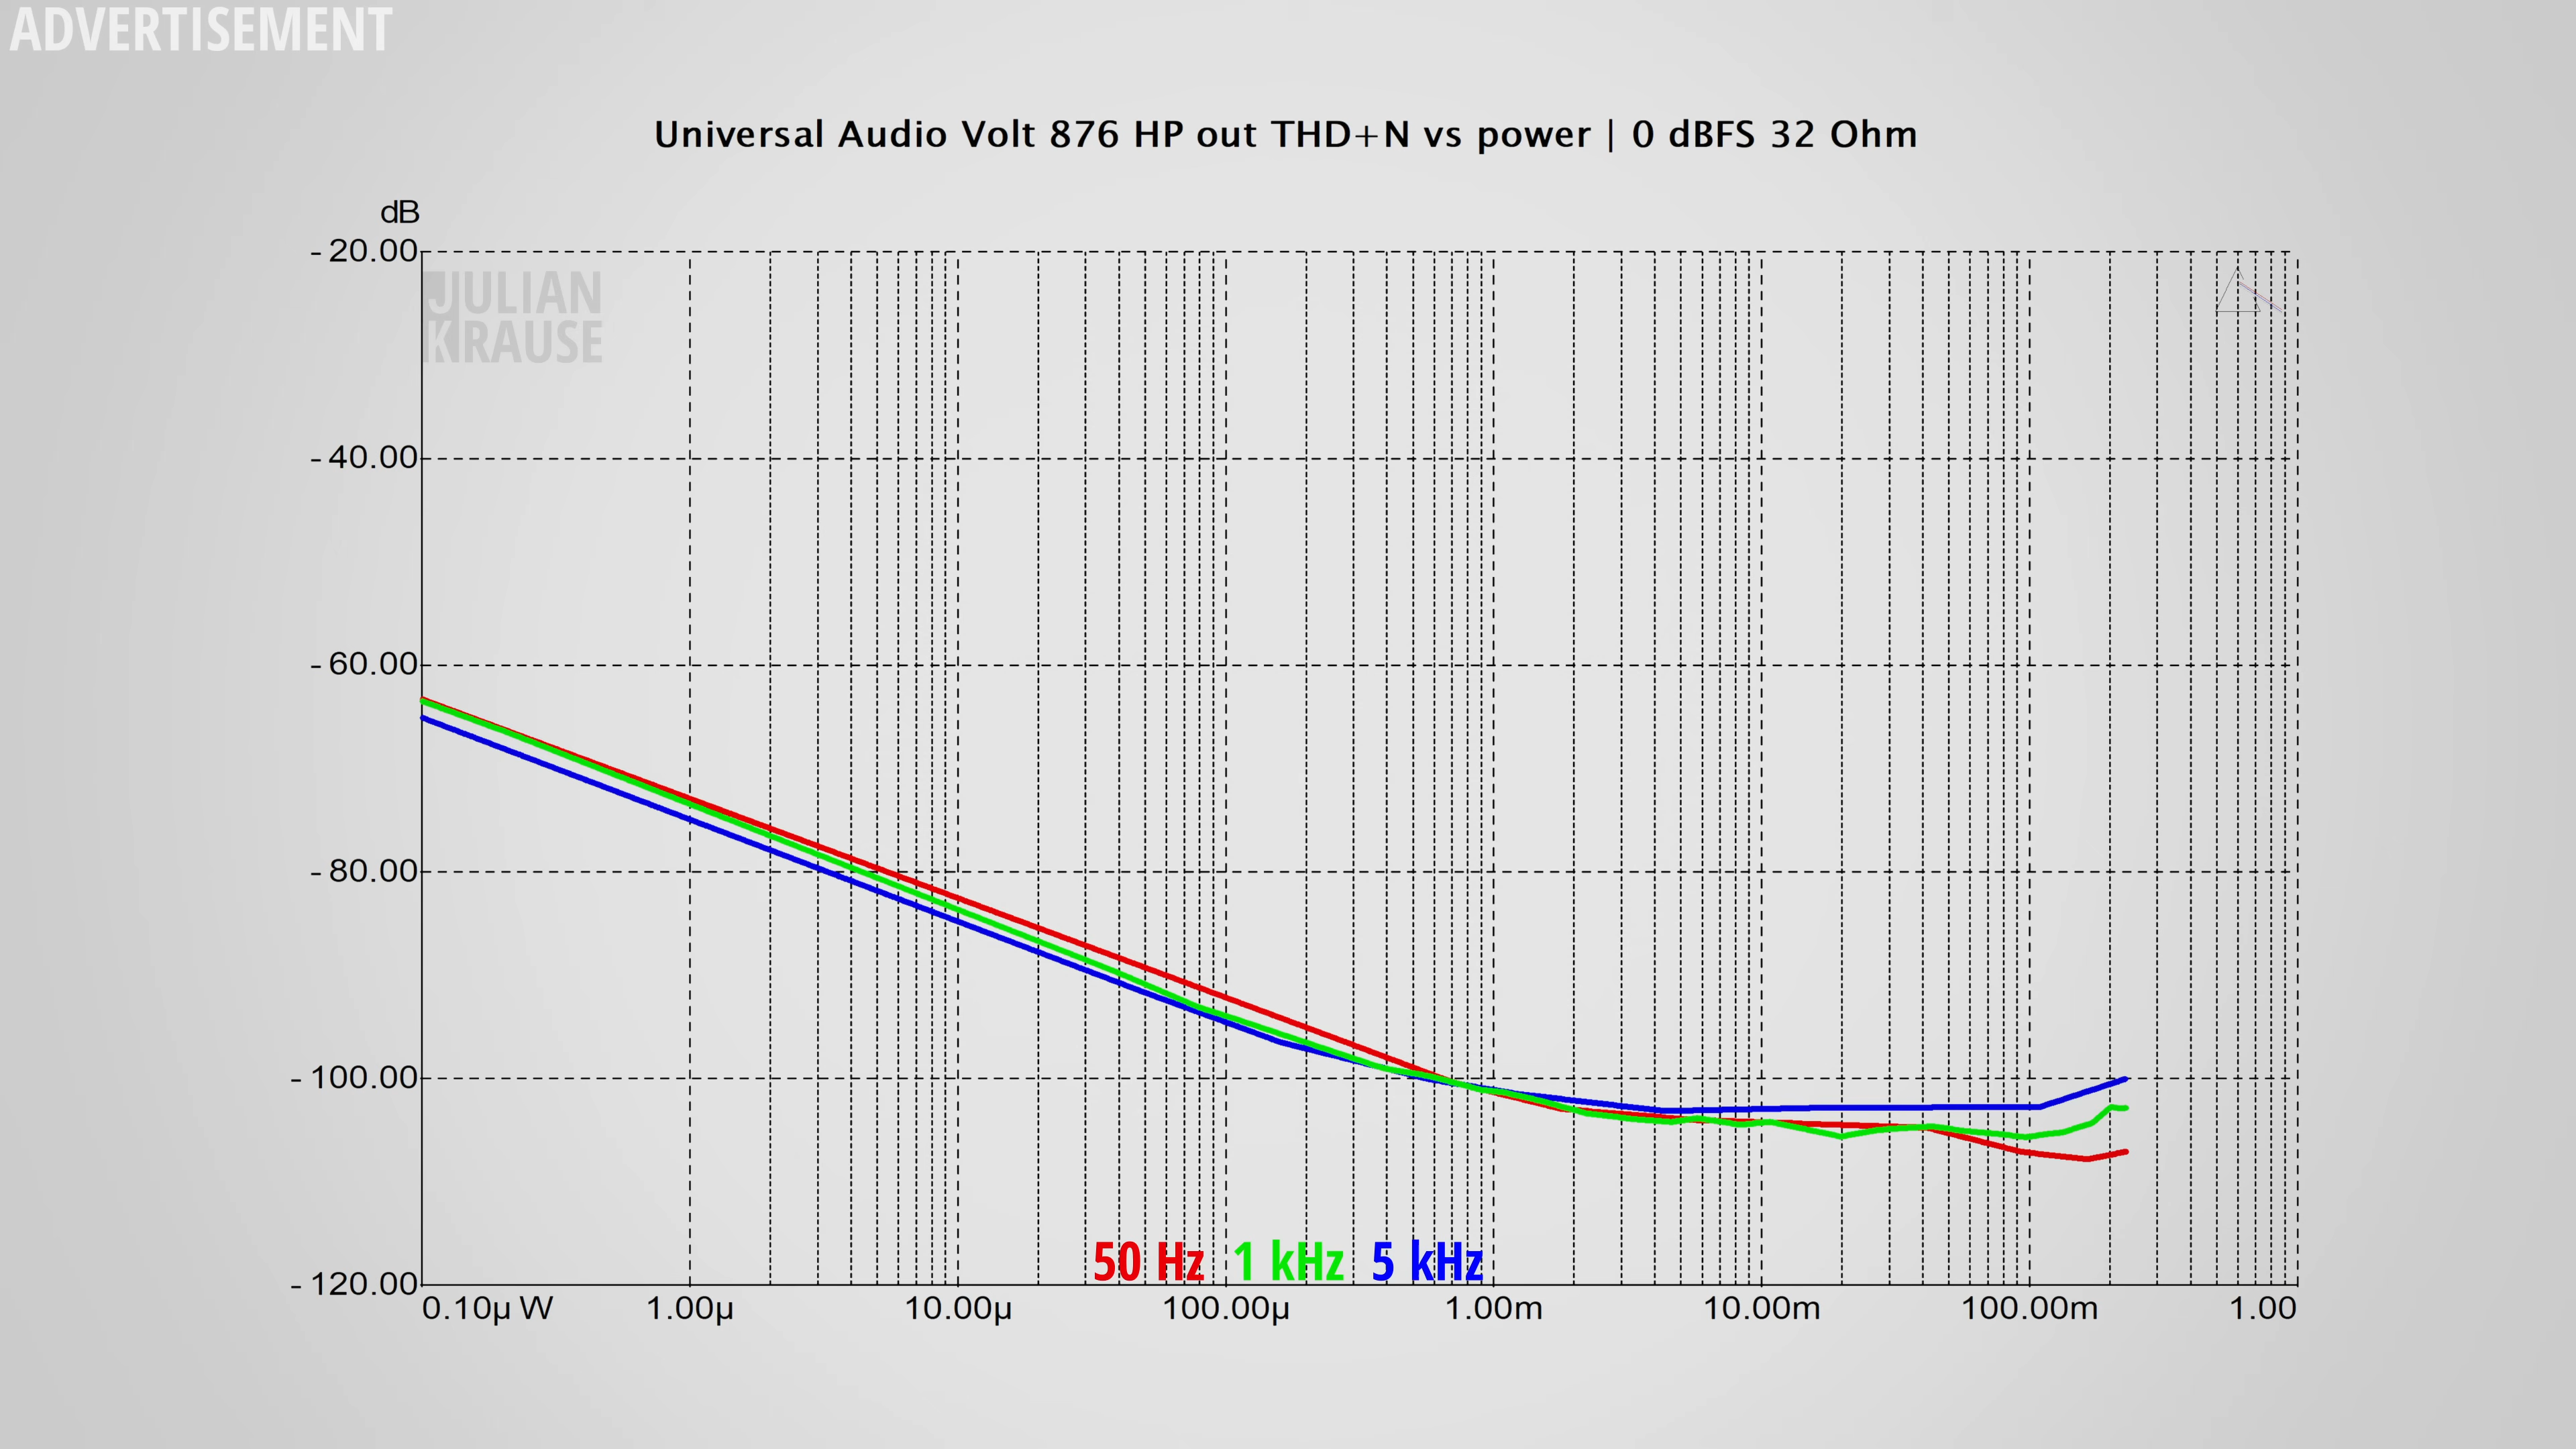 ADVERTISEMENT
Universal Audio Volt 876 HP out THD+N vs power | 0 dBFS 32 Ohm
dB
-20.00
JULIAN
KRAUSE
-40.00
-60.00
-80.00
-100.00
50 Hz 1 kHz 5 kHz
-120.00
0.10µ W 1.00µ 10.00µ 100.00µ 1.00m 10.00m 100.00m 1.00